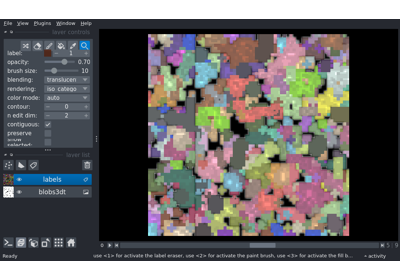 File View Plugins Window Help
layer controls
label: 1
opacity: 0.70
brush size: 10
blending: translucen
rendering: iso_catego
color mode: auto
contour: 0
n edit dim: 2
contiguous:
preserve
selected:
layer list
labels
blobs3dt
0
Ready
use <1> for activate the label eraser, use <2> for activate the paint brush, use <3> for activate the fill b...
activity